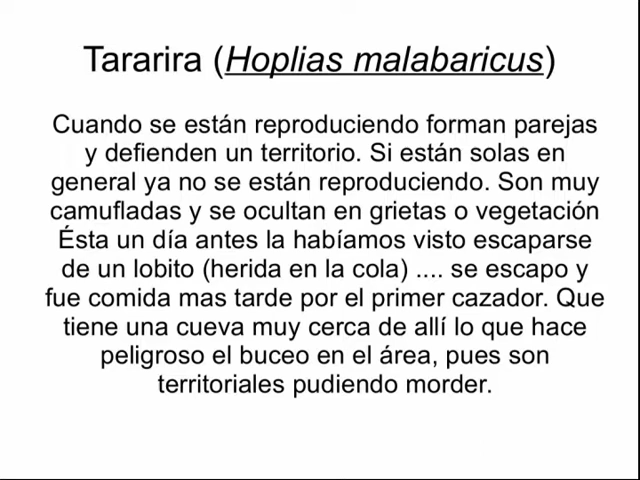 Tararira (Hoplias malabaricus)
Cuando se están reproduciendo forman parejas
y defienden un territorio. Si están solas en
general ya no se están reproduciendo. Son muy
camufladas y se ocultan en grietas o vegetación
Ésta un día antes la habíamos visto escaparse
de un lobito (herida en la cola) .... se escapo y
fue comida mas tarde por el primer cazador. Que
tiene una cueva muy cerca de allí lo que hace
peligroso el buceo en el área, pues son
territoriales pudiendo morder.